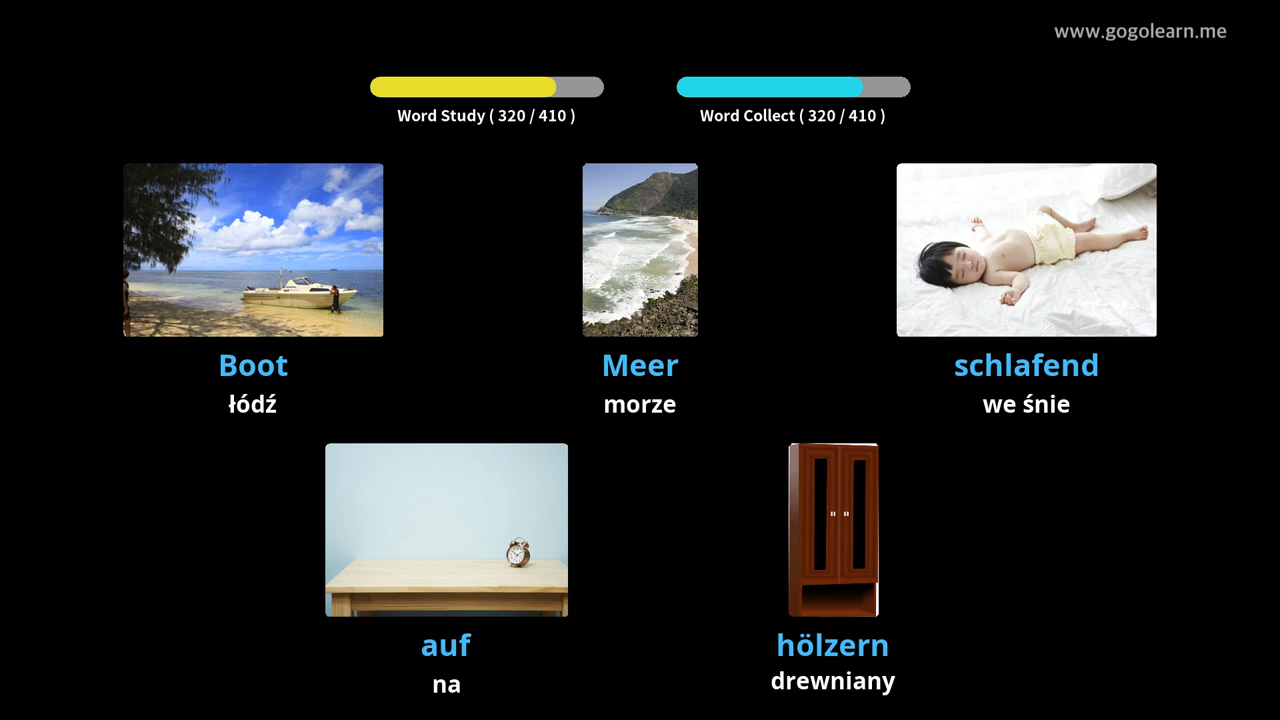 www.gogolearn.me
Word Study ( 320 / 410 )
Word Collect ( 320 / 410 )
Boot
łódź
Meer
morze
schlafend
we śnie
auf
na
hölzern
drewniany